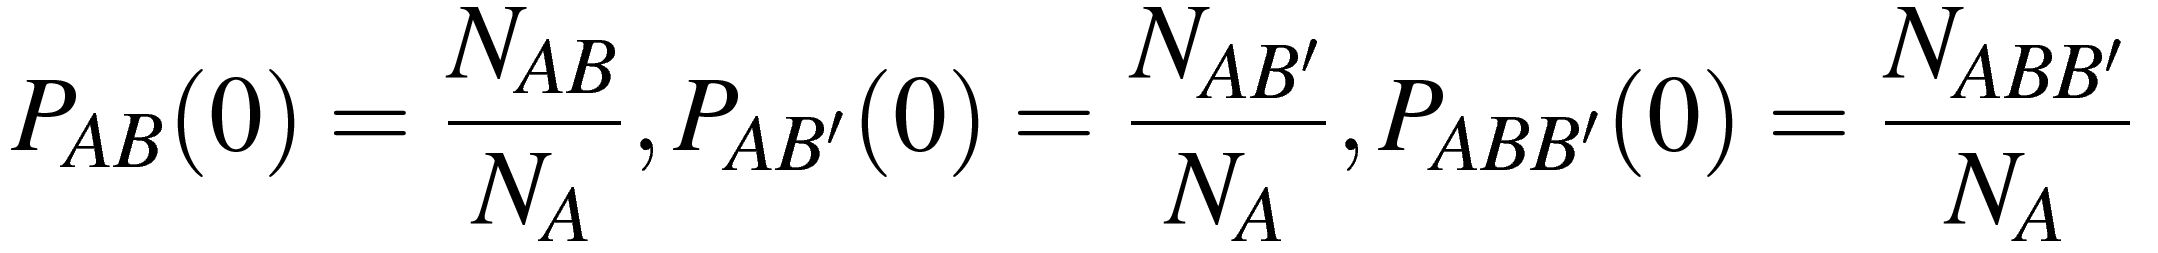 $P_{AB}(0) = \frac{N_{AB}}{N_A}, P_{AB'}(0) = \frac{N_{AB'}}{N_A}, P_{ABB'}(0) = \frac{N_{ABB'}}{N_A}$